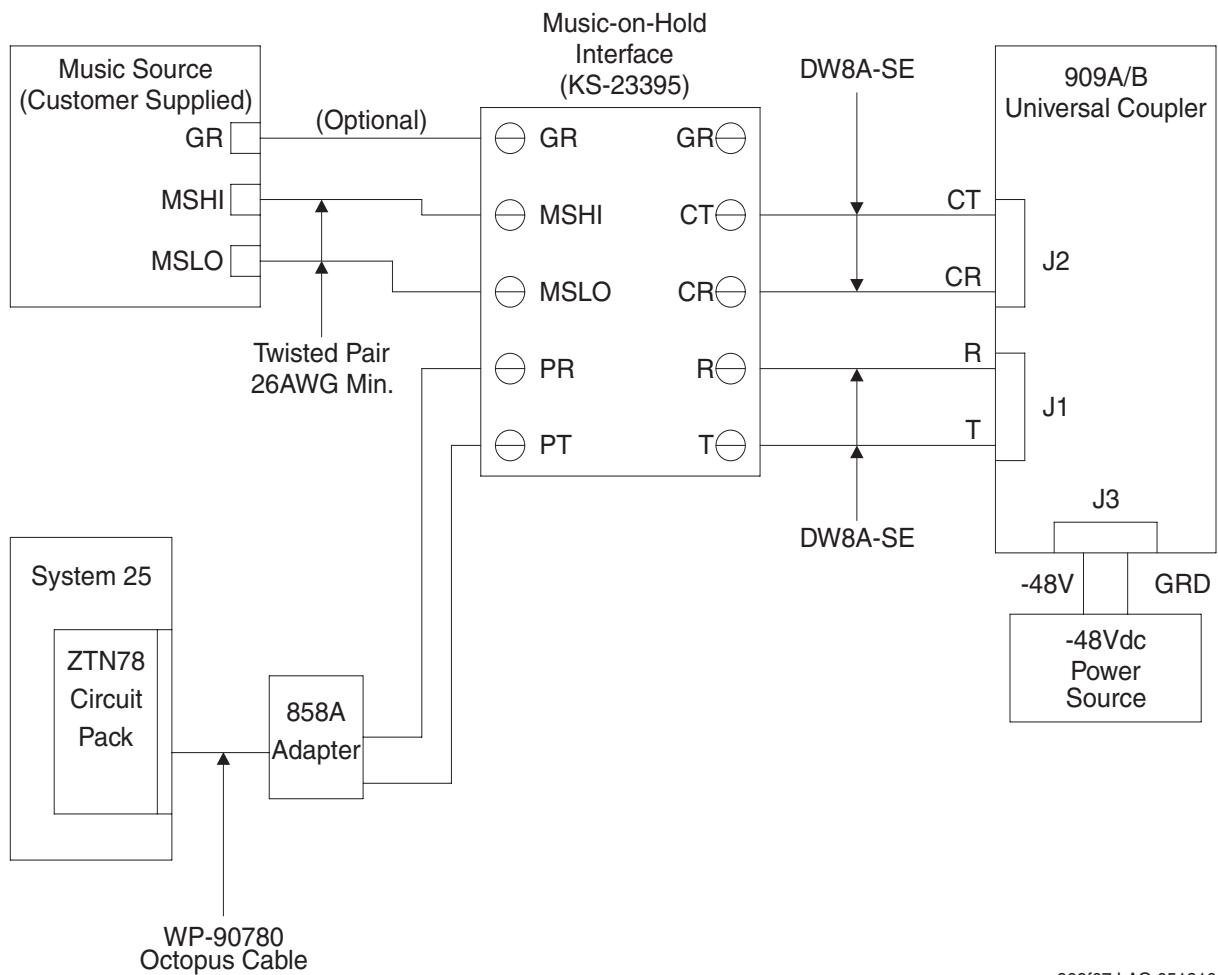 Music-on-Hold
Interface
(KS-23395)
Music Source
(Customer Supplied)
GR
MSHI
MSLO
(Optional)
Twisted Pair
26AWG Min.
GR
MSHI
MSLO
PR
PT
GR
CT
CR
R
T
DW8A-SE
DW8A-SE
909A/B
Universal Coupler
CT
CR
J2
R
T
J1
J3
-48V
GRD
-48Vdc
Power
Source
System 25
ZTN78
Circuit
Pack
858A
Adapter
WP-90780
Octopus Cable